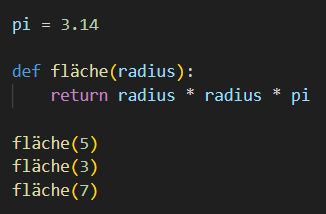 pi = 3.14
def fläche(radius):
    return radius * radius * pi
fläche(5)
fläche(3)
fläche(7)